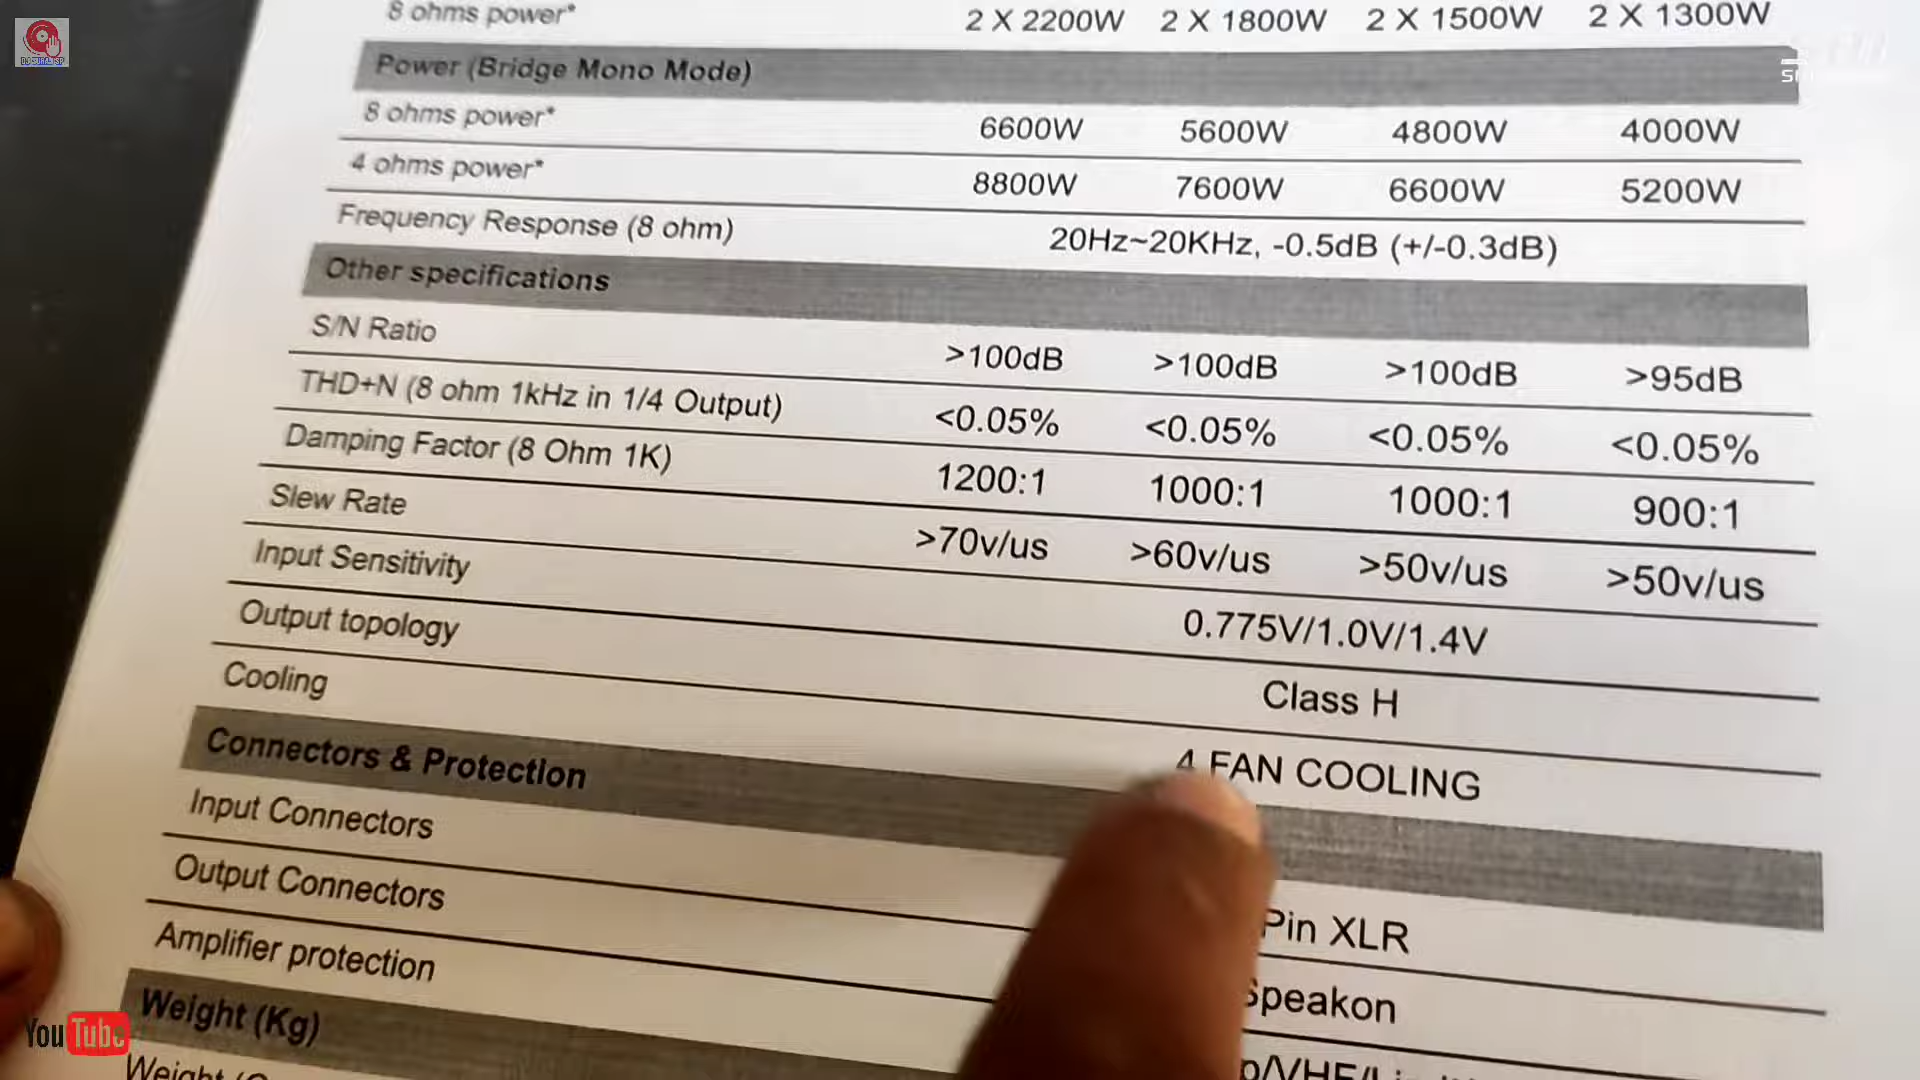 8 ohms power* 2 X 2200W 2 X 1800W 2 X 1500W 2 X 1300W
Power (Bridge Mono Mode)
8 ohms power* 6600W 5600W 4800W 4000W
4 ohms power* 8800W 7600W 6600W 5200W
Frequency Response (8 ohm) 20Hz~20KHz, -0.5dB (+/-0.3dB)
Other specifications
S/N Ratio >100dB >100dB >100dB >95dB
THD+N (8 ohm 1kHz in 1/4 Output) <0.05% <0.05% <0.05% <0.05%
Damping Factor (8 Ohm 1K) 1200:1 1000:1 1000:1 900:1
Slew Rate >70v/us >60v/us >50v/us >50v/us
Input Sensitivity 0.775V/1.0V/1.4V
Output topology Class H
Cooling 4 FAN COOLING
Connectors & Protection
Input Connectors Pin XLR
Output Connectors Speakon
Amplifier protection
Weight (Kg)
Weight
YouTube